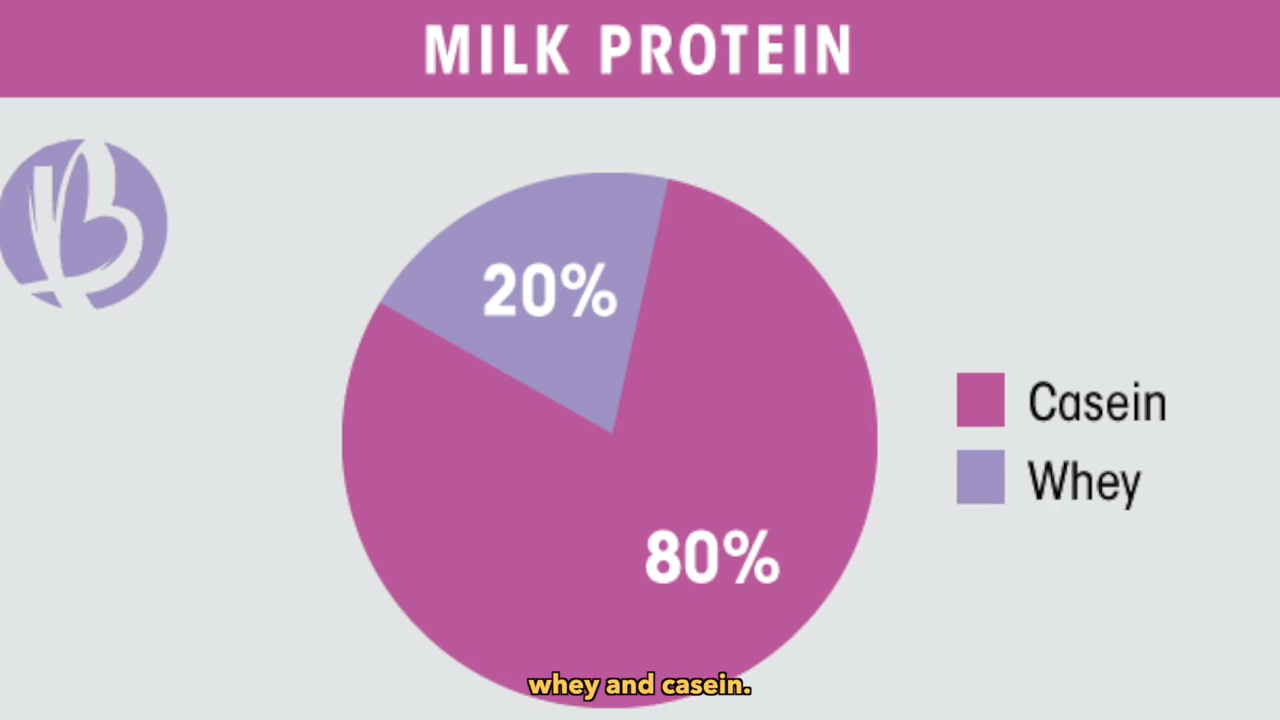 MILK PROTEIN
B
20%
Casein
Whey
80%
whey and casein.